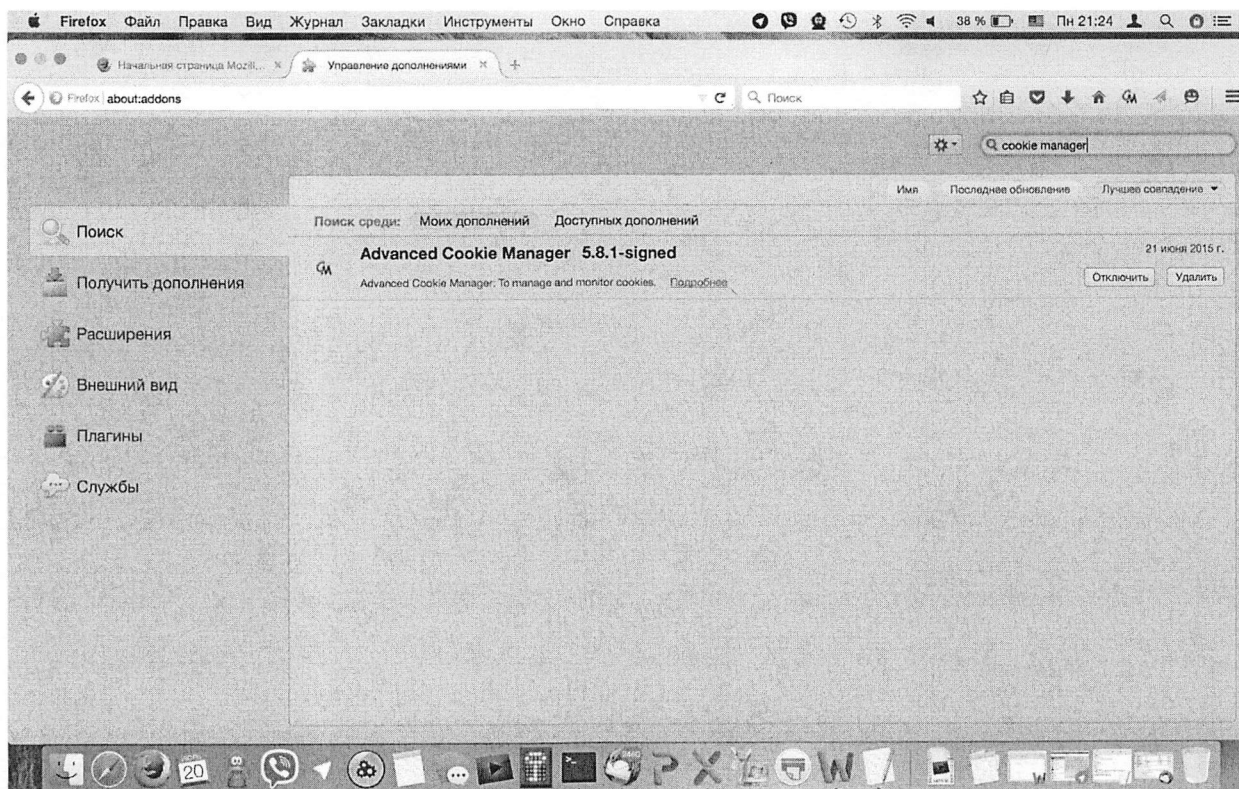 Firefox Файл Правка Вид Журнал Закладки Инструменты Окно Справка 38 % Пн 21:24
Начальная страница Mozill... Управление дополнениями
Firefox about:addons Поиск
cookie manager
Имя Последнее обновление Лучшее совпадение
Поиск
Поиск среди: Моих дополнений Доступных дополнений
Advanced Cookie Manager 5.8.1-signed 21 июня 2015 г.
Advanced Cookie Manager: To manage and monitor cookies. Подробнее Отключить Удалить
Получить дополнения
Расширения
Внешний вид
Плагины
Службы
20